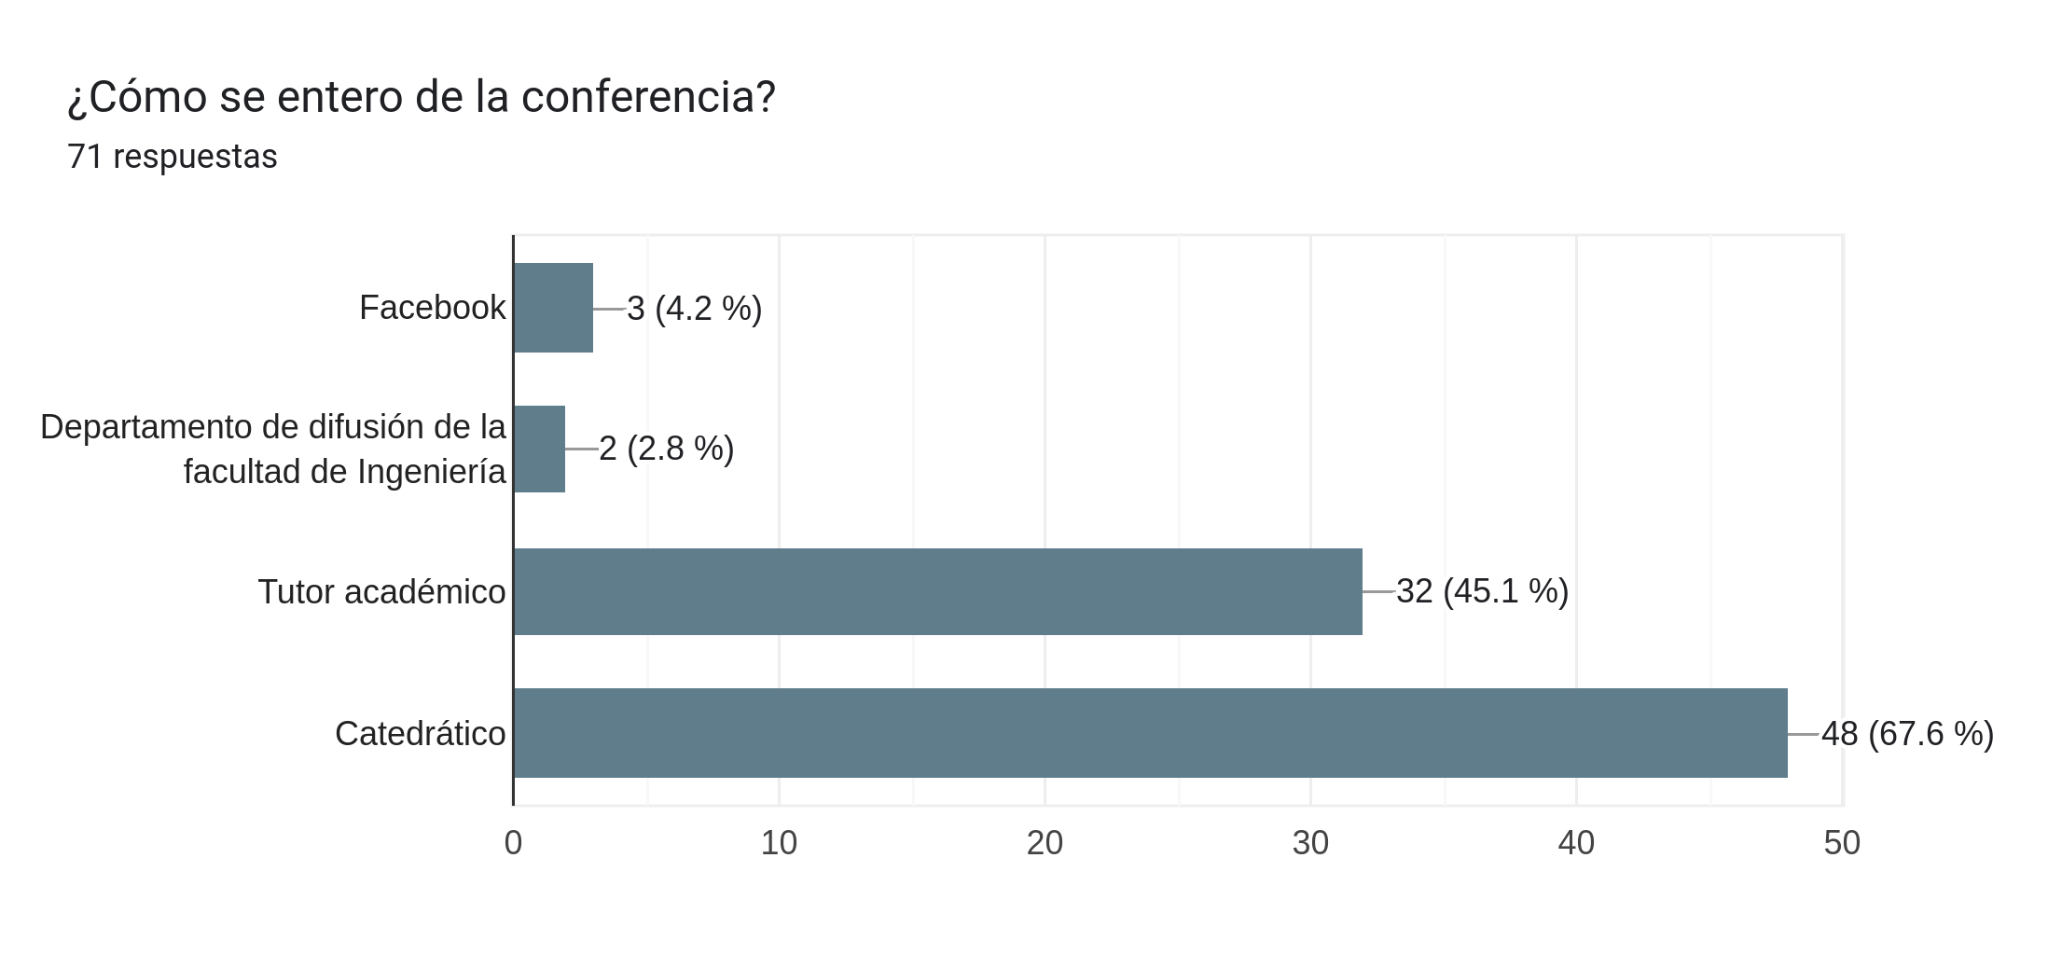 ¿Cómo se entero de la conferencia?
71 respuestas
Facebook
3 (4.2 %)
Departamento de difusión de la
facultad de Ingeniería
2 (2.8 %)
Tutor académico
32 (45.1 %)
Catedrático
48 (67.6 %)
0 10 20 30 40 50